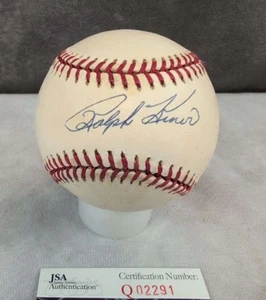 Ralph Kiner
JSA
Authentication
Certification Number:
Q 02291